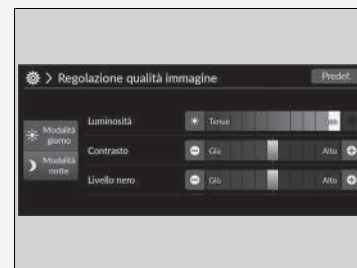 > Regolazione qualità immagine
Predef.
Modalità
giorno
Modalità
notte
Luminosità
Tenue
Contrasto
Giù
Alto
Livello nero
Giù
Alto